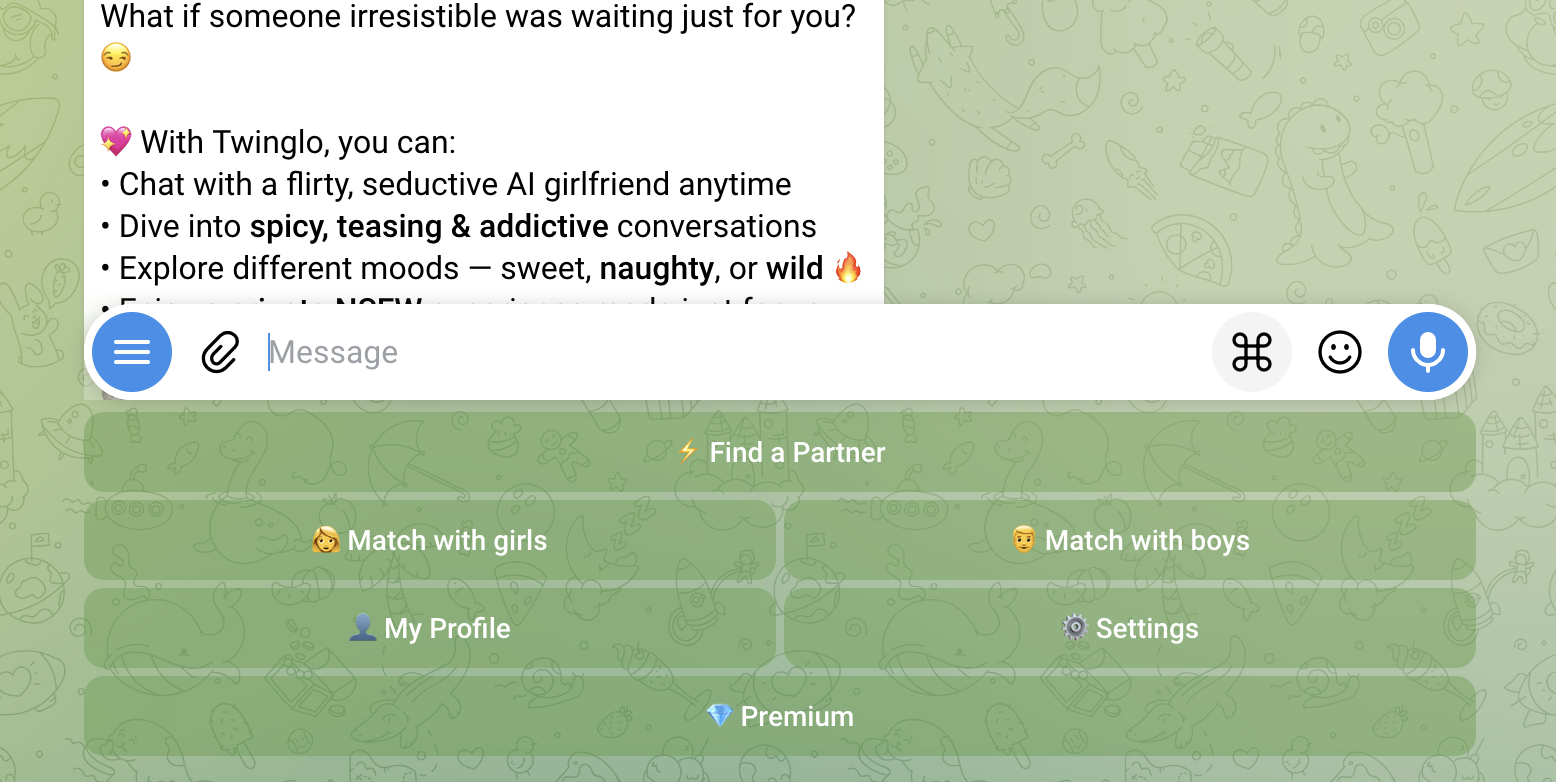 What if someone irresistible was waiting just for you?
😏
💖 With Twinglo, you can:
• Chat with a flirty, seductive AI girlfriend anytime
• Dive into spicy, teasing & addictive conversations
• Explore different moods — sweet, naughty, or wild 🔥
Message
⚡ Find a Partner
👩 Match with girls
👨 Match with boys
👤 My Profile
⚙️ Settings
💎 Premium